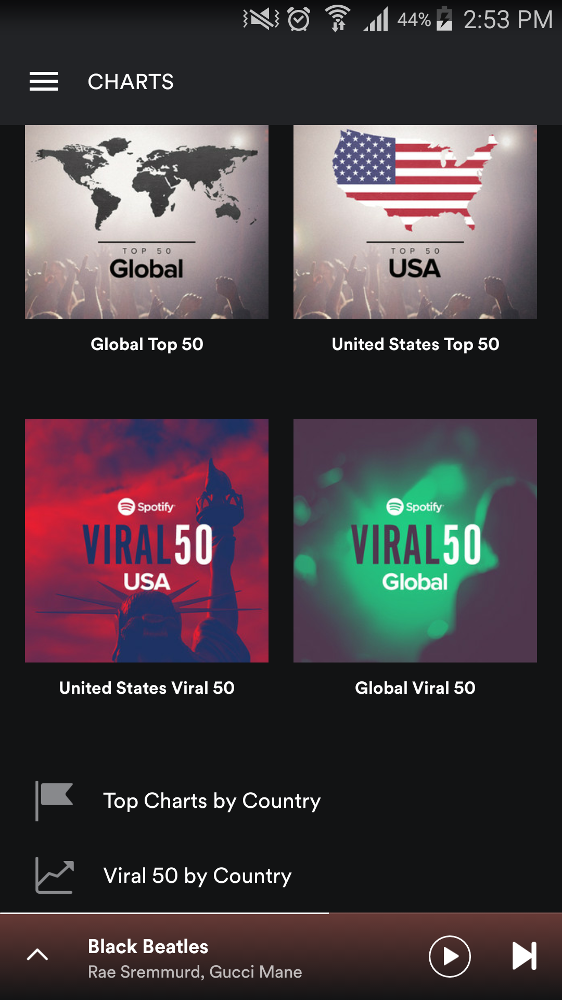 44% 2:53 PM
CHARTS
TOP 50
Global
TOP 50
USA
Global Top 50
United States Top 50
Spotify
VIRAL50
USA
Spotify
VIRAL50
Global
United States Viral 50
Global Viral 50
Top Charts by Country
Viral 50 by Country
Black Beatles
Rae Sremmurd, Gucci Mane